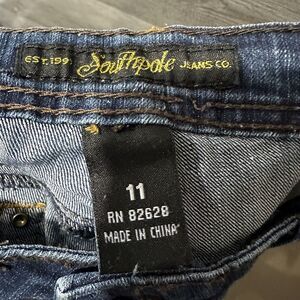 EST. 1991 Southpole JEANS CO.
11
RN 82628
MADE IN CHINA